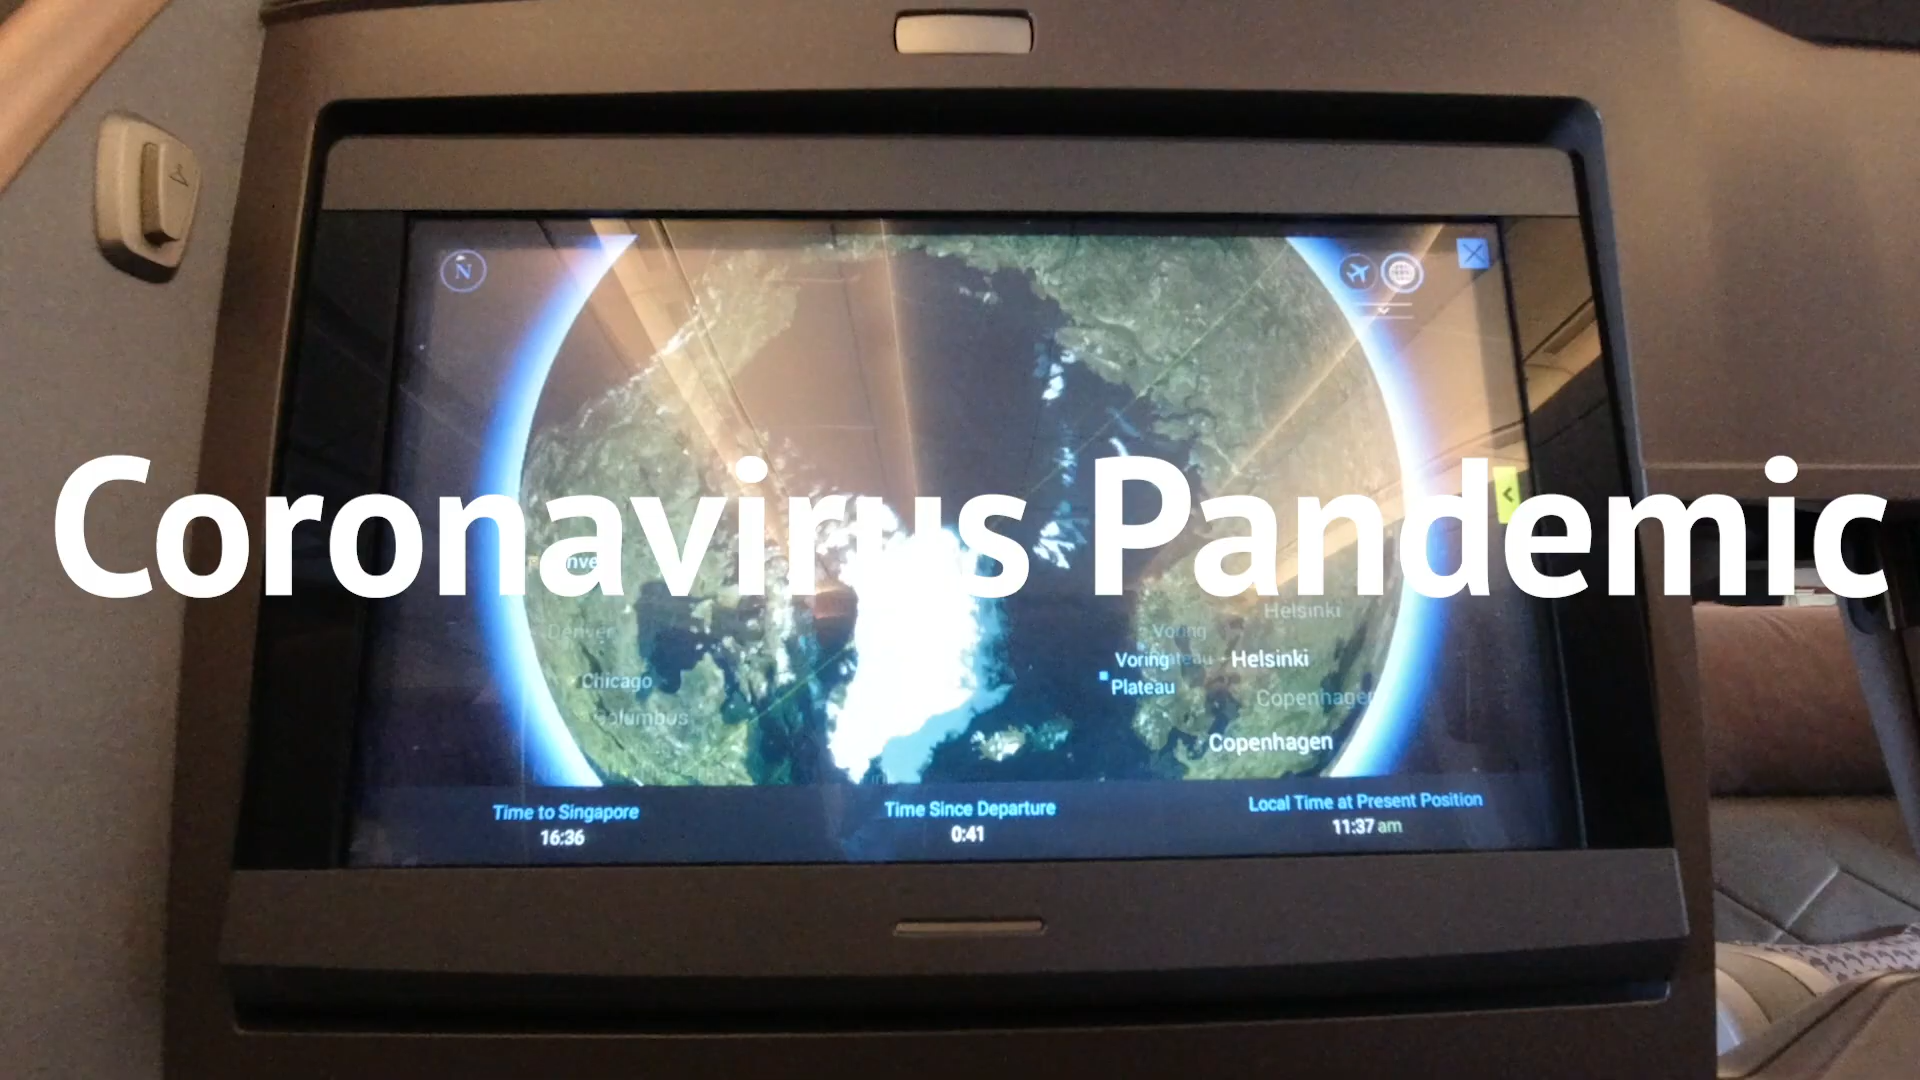 N
Coronavirus Pandemic
Denver
Helsinki
Voring
Voring
Plateau
Helsinki
Chicago
Copenhagen
Columbus
Copenhagen
Time to Singapore
16:36
Time Since Departure
0:41
Local Time at Present Position
11:37 am